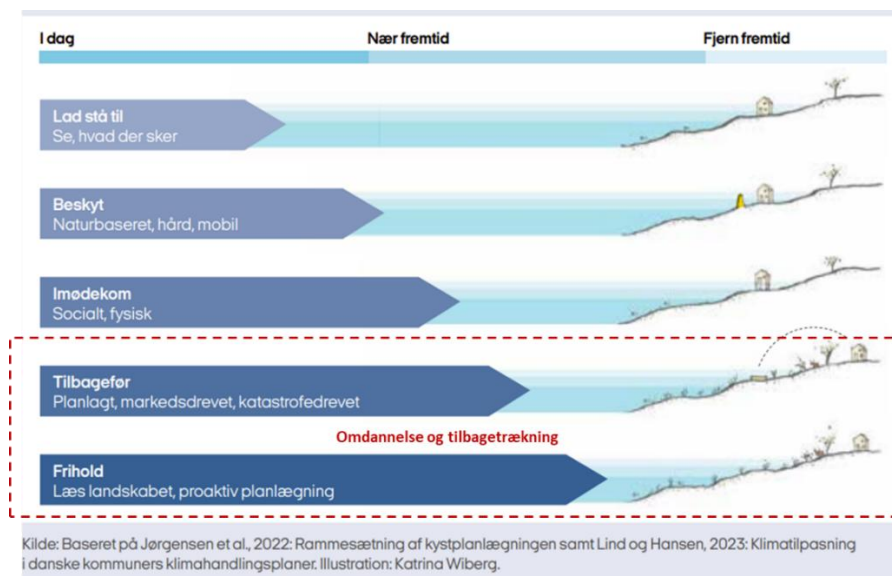 I dag Nær fremtid Fjern fremtid
Lad stå til
Se, hvad der sker
Beskyt
Naturbaseret, hård, mobil
Imødekom
Socialt, fysisk
Tilbagefør
Planlagt, markedsdrevet, katastrofedrevet
Omdannelse og tilbagetrækning
Frihold
Læs landskabet, proaktiv planlægning
Kilde: Baseret på Jørgensen et al., 2022: Rammesætning af kystplanlægningen samt Lind og Hansen, 2023: Klimatilpasning
i danske kommuners klimahandlingsplaner. Illustration: Katrina Wiberg.